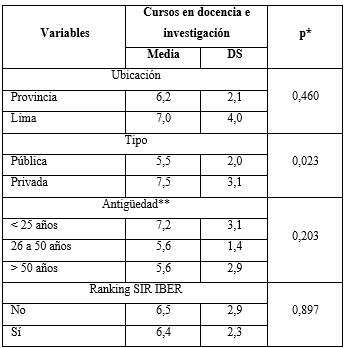 Variables Cursos en docencia e investigación p*
Media DS
Ubicación
Provincia 6,2 2,1 0,460
Lima 7,0 4,0
Tipo
Pública 5,5 2,0 0,023
Privada 7,5 3,1
Antigüedad**
< 25 años 7,2 3,1 0,203
26 a 50 años 5,6 1,4
> 50 años 5,6 2,9
Ranking SIR IBER
No 6,5 2,9 0,897
Sí 6,4 2,3